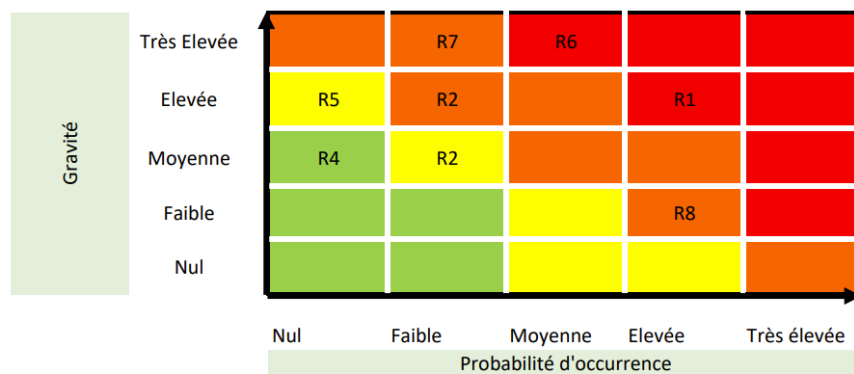 Gravité
Très Elevée
R7
R6
Elevée
R5
R2
R1
Moyenne
R4
R2
Faible
R8
Nul
Nul
Faible
Moyenne
Elevée
Très élevée
Probabilité d'occurrence